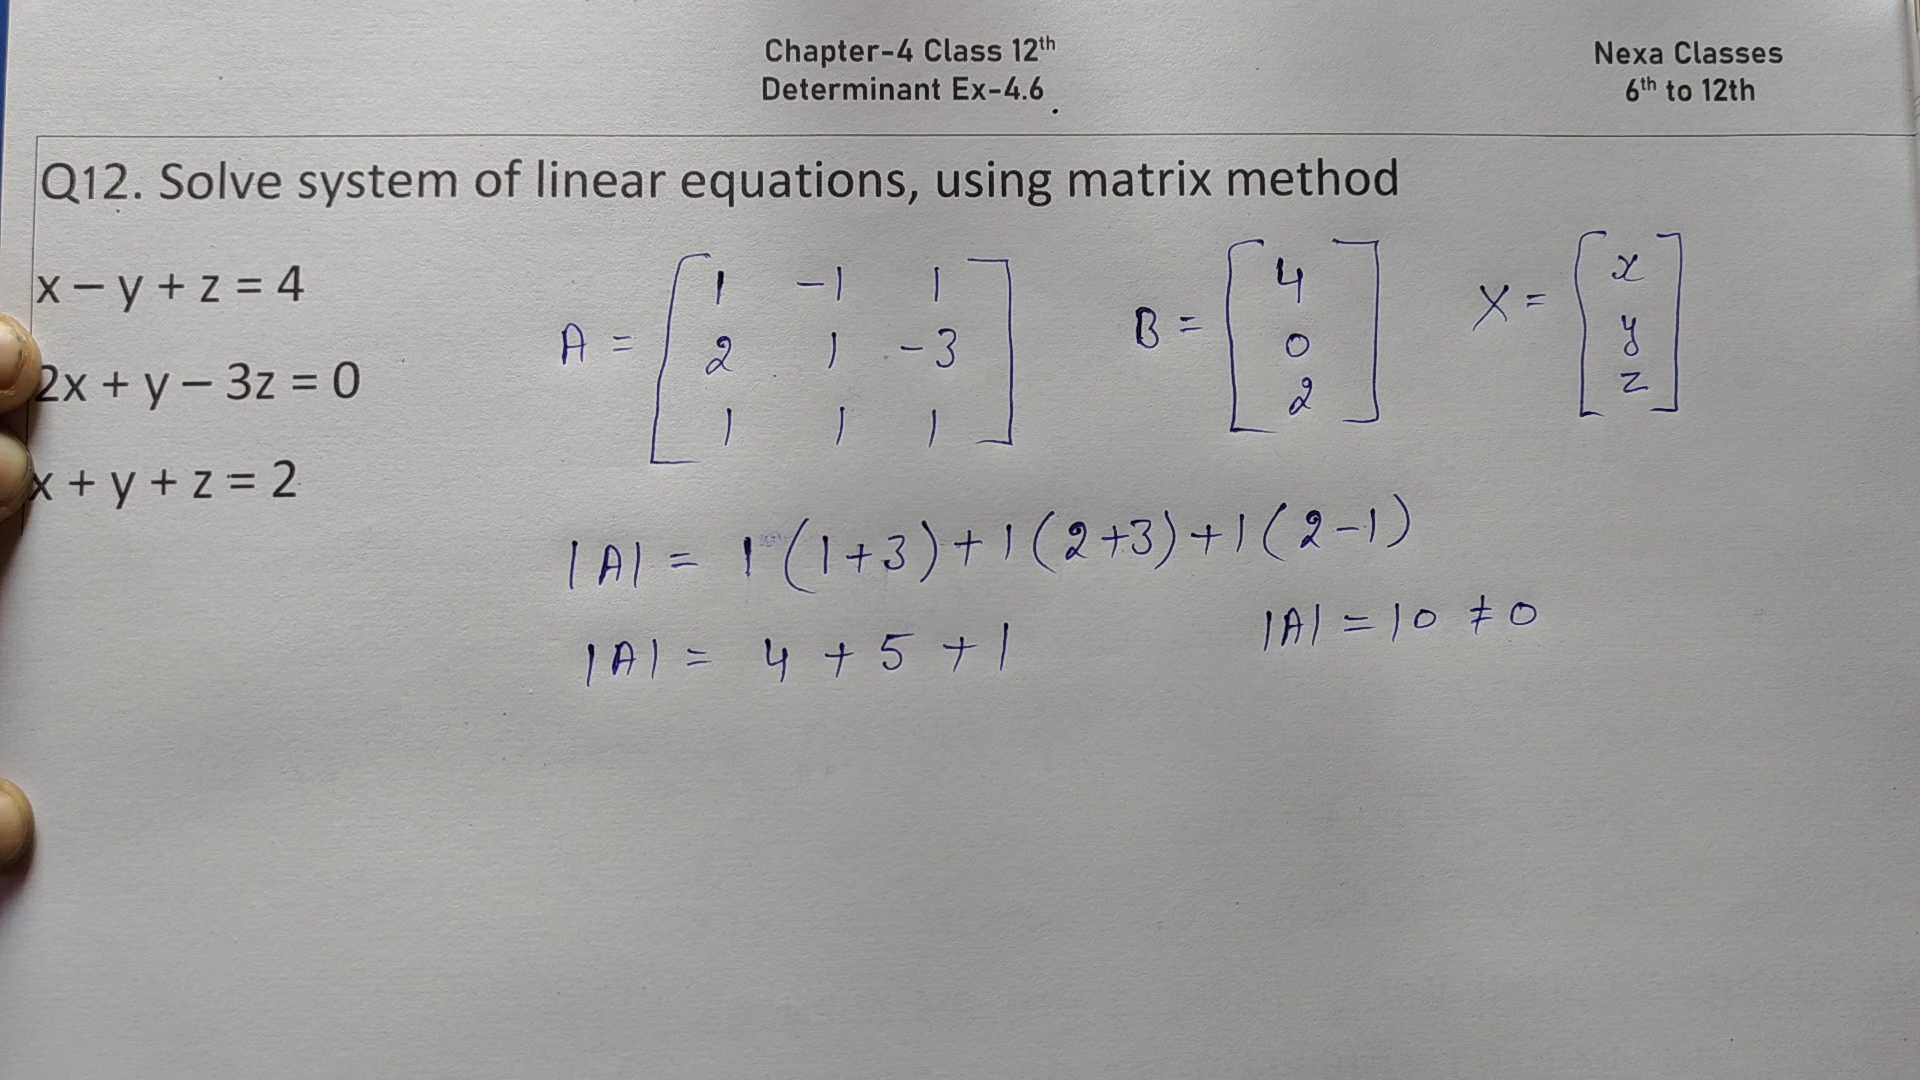 Chapter-4 Class 12th
Determinant Ex-4.6
Nexa Classes
6th to 12th
Q12. Solve system of linear equations, using matrix method
x – y + z = 4
2x + y – 3z = 0
x + y + z = 2
A = [ 1 -1 1
2 1 -3
1 1 1 ]
B = [ 4
0
2 ]
X = [ x
y
z ]
|A| = 1 (1+3) + 1 (2+3) + 1 (2-1)
|A| = 4 + 5 + 1
|A| = 10 ≠ 0